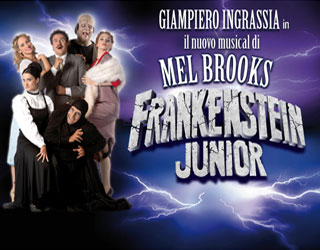 GIAMPIERO INGRASSIA in
il nuovo musical di
MEL BROOKS
FRANKENSTEIN
JUNIOR